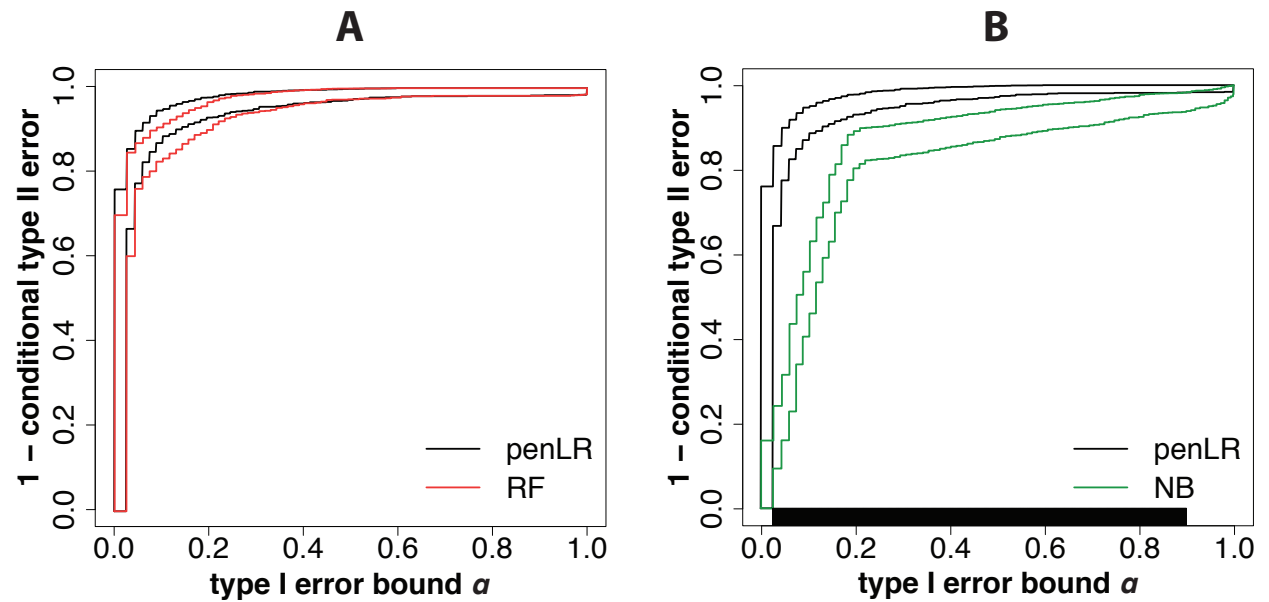 A
1 – conditional type II error
1.0
0.8
0.6
0.4
0.2
0.0
penLR
RF
0.0 0.2 0.4 0.6 0.8 1.0
type I error bound α
B
1 – conditional type II error
1.0
0.8
0.6
0.4
0.2
0.0
penLR
NB
0.0 0.2 0.4 0.6 0.8 1.0
type I error bound α